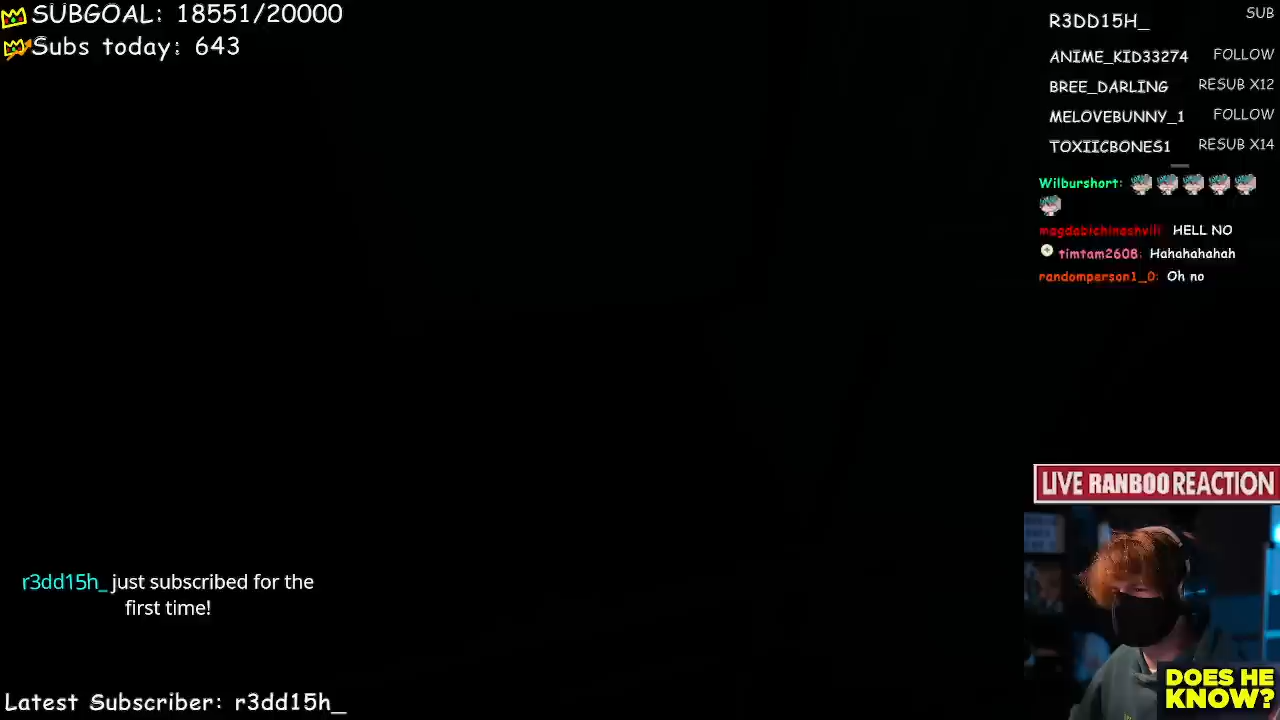 SUBGOAL: 18551/20000
Subs today: 643
R3DD15H_ SUB
ANIME_KID33274 FOLLOW
BREE_DARLING RESUB X12
MELOVEBUNNY_1 FOLLOW
TOXIICBONES1 RESUB X14
Wilburshort:
magdabichinashvili HELL NO
timtam2608: Hahahahahah
randomperson1_0: Oh no
LIVE RANBOO REACTION
r3dd15h_ just subscribed for the
first time!
DOES HE
KNOW?
Latest Subscriber: r3dd15h_